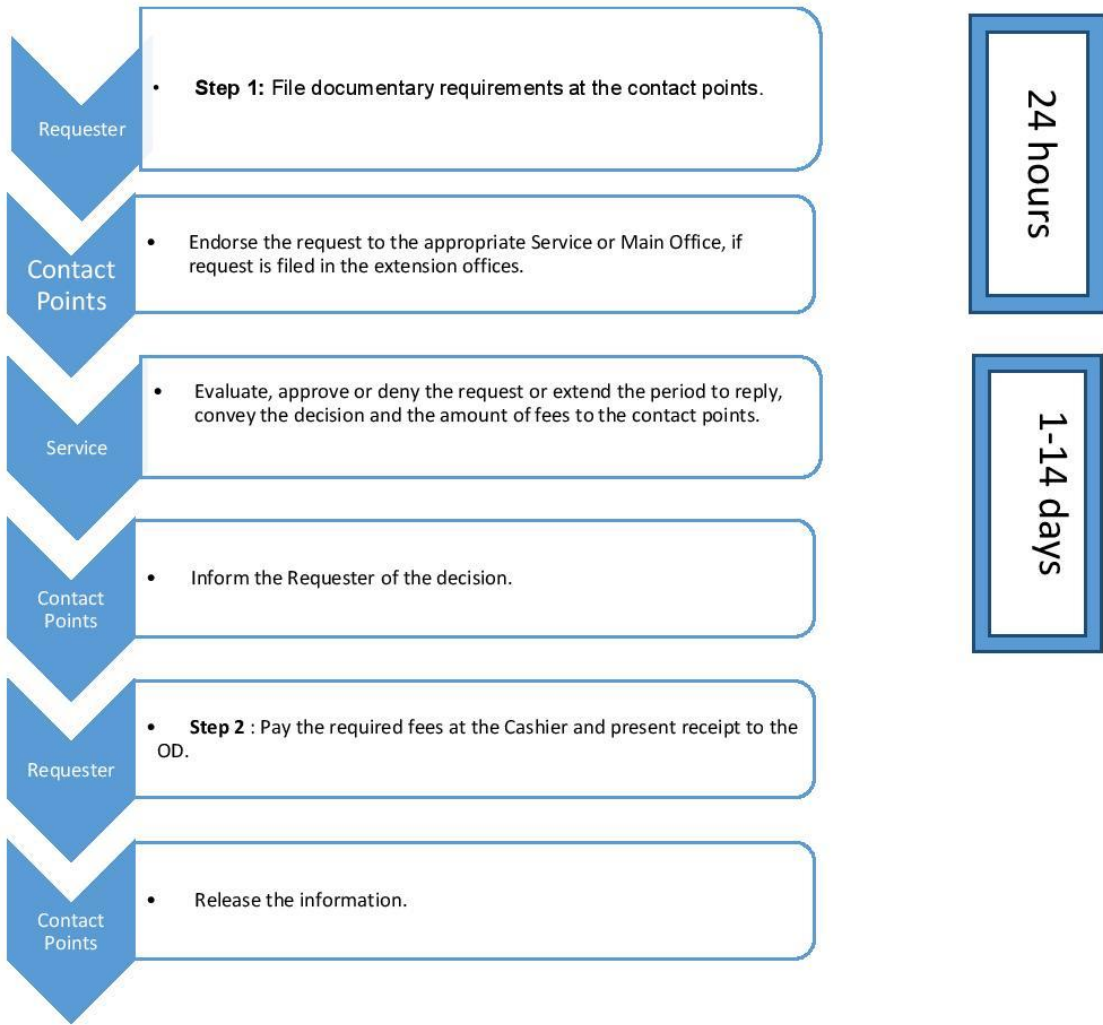 Requester
• Step 1: File documentary requirements at the contact points.
24 hours
Contact
Points
• Endorse the request to the appropriate Service or Main Office, if
request is filed in the extension offices.
Service
• Evaluate, approve or deny the request or extend the period to reply,
convey the decision and the amount of fees to the contact points.
1-14 days
Contact
Points
• Inform the Requester of the decision.
Requester
• Step 2 : Pay the required fees at the Cashier and present receipt to the
OD.
Contact
Points
• Release the information.